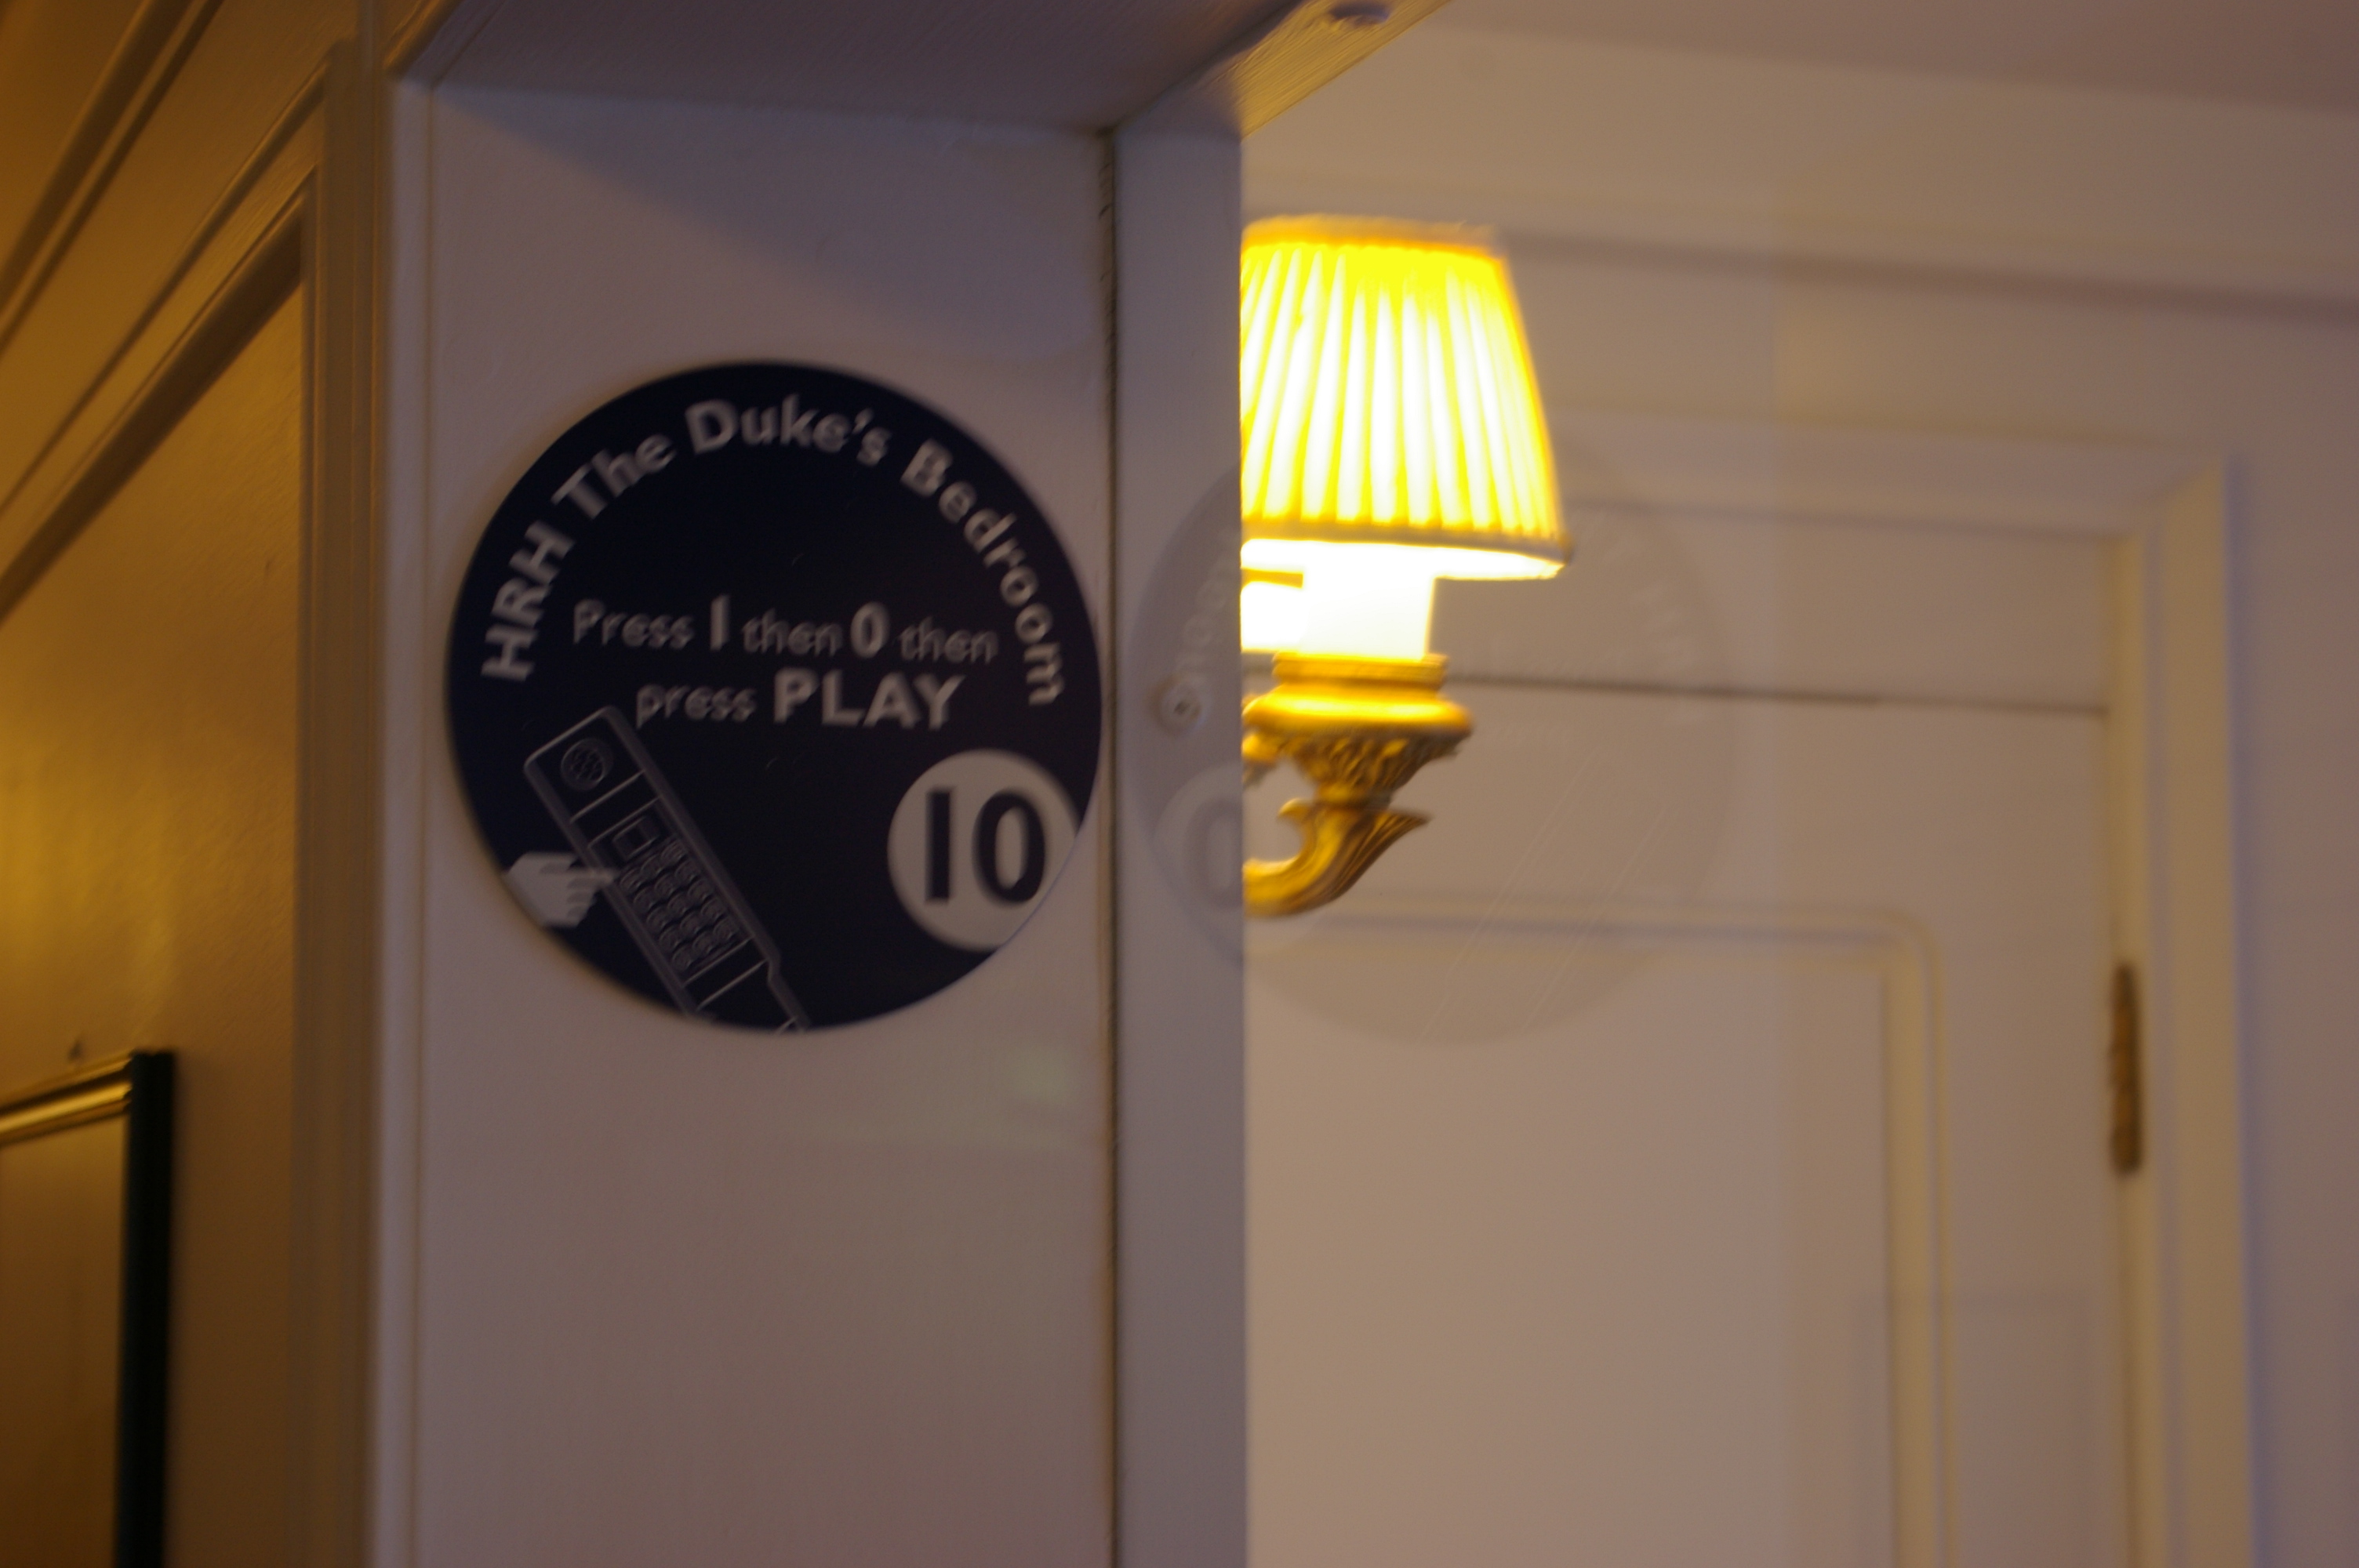 HRH The Duke's Bedroom
Press 1 then 0 then
press PLAY
10